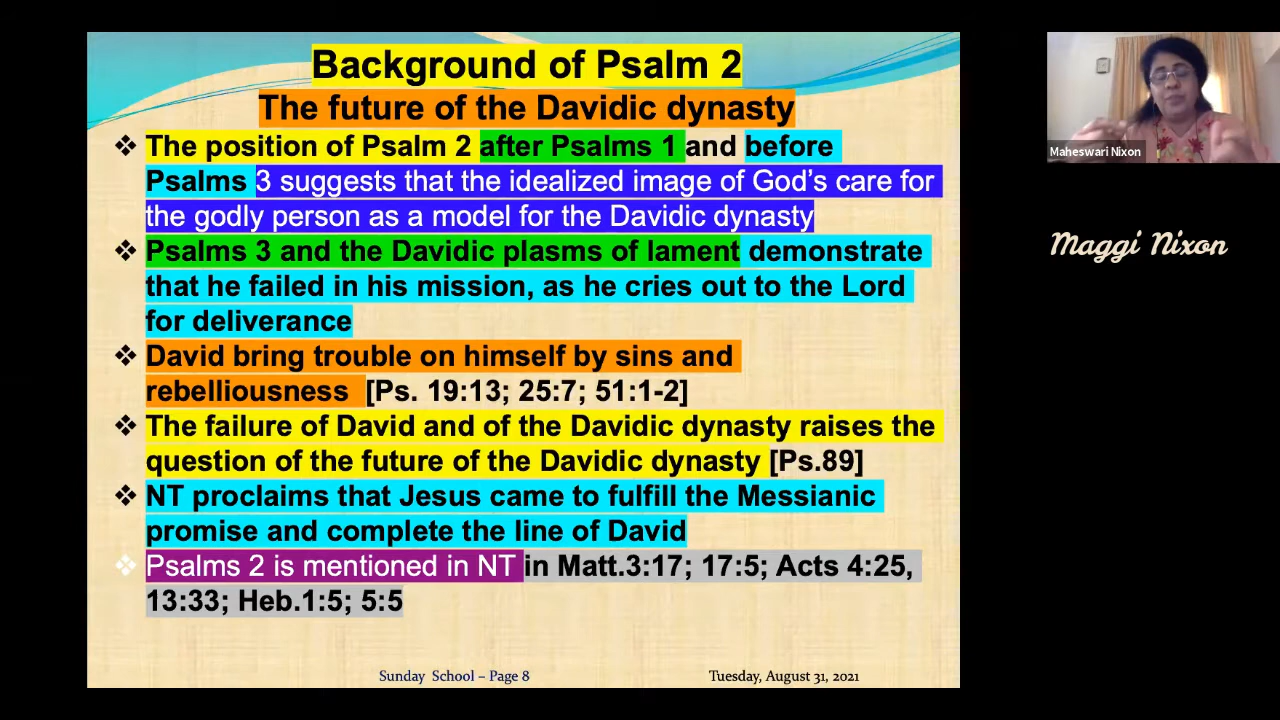 Background of Psalm 2
The future of the Davidic dynasty
❖ The position of Psalm 2 after Psalms 1 and before
Psalms 3 suggests that the idealized image of God’s care for
the godly person as a model for the Davidic dynasty
❖ Psalms 3 and the Davidic plasms of lament demonstrate
that he failed in his mission, as he cries out to the Lord
for deliverance
❖ David bring trouble on himself by sins and
rebelliousness [Ps. 19:13; 25:7; 51:1-2]
❖ The failure of David and of the Davidic dynasty raises the
question of the future of the Davidic dynasty [Ps.89]
❖ NT proclaims that Jesus came to fulfill the Messianic
promise and complete the line of David
❖ Psalms 2 is mentioned in NT in Matt.3:17; 17:5; Acts 4:25,
13:33; Heb.1:5; 5:5
Sunday School – Page 8
Tuesday, August 31, 2021
Maheswari Nixon
Maggi Nixon